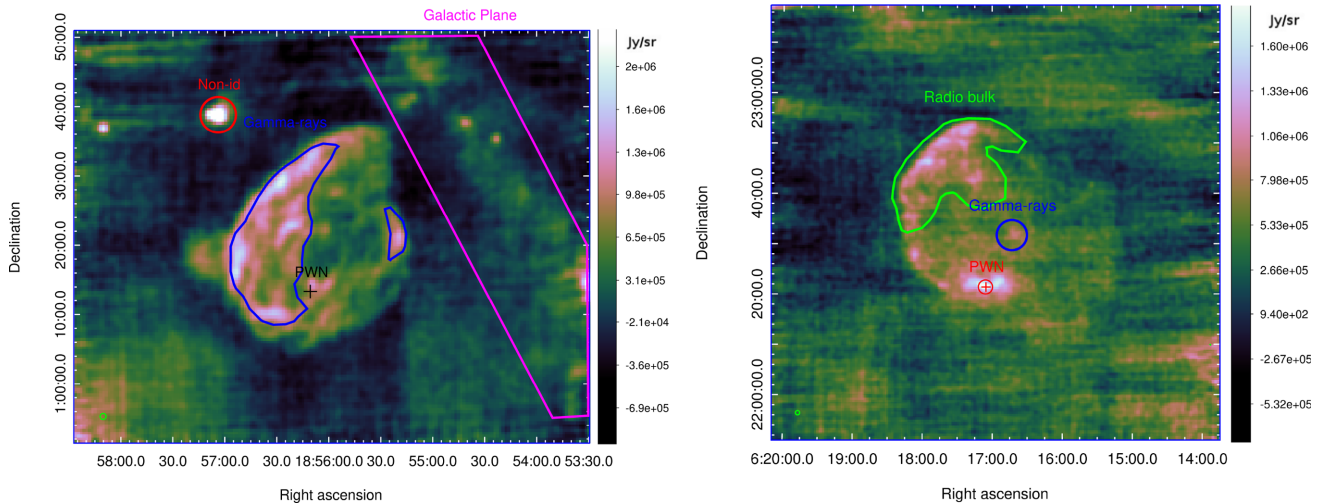 Galactic Plane
Jy/sr
Non-id
Gamma-rays
PWN
Declination
50:00.0
40:00.0
30:00.0
20:00.0
10:00.0
1:00:00.0
2e+06
1.6e+06
1.3e+06
9.8e+05
6.5e+05
3.1e+05
-2.1e+04
-3.6e+05
-6.9e+05
58:00.0 30.0 57:00.0 30.0 18:56:00.0 30.0 55:00.0 30.0 54:00.0 53:30.0
Right ascension
Jy/sr
Radio bulk
Gamma-rays
PWN
Declination
23:00:00.0
40:00.0
20:00.0
22:00:00.0
1.60e+06
1.33e+06
1.06e+06
7.98e+05
5.33e+05
2.66e+05
9.40e+02
-2.67e+05
-5.32e+05
6:20:00.0 19:00.0 18:00.0 17:00.0 16:00.0 15:00.0 14:00.0
Right ascension